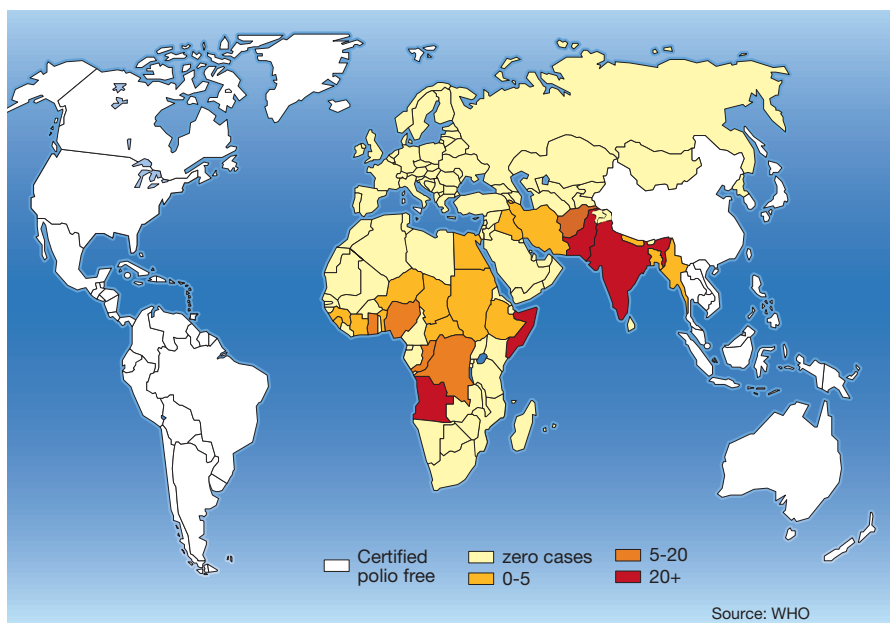 Certified
polio free
zero cases
0-5
5-20
20+
Source: WHO